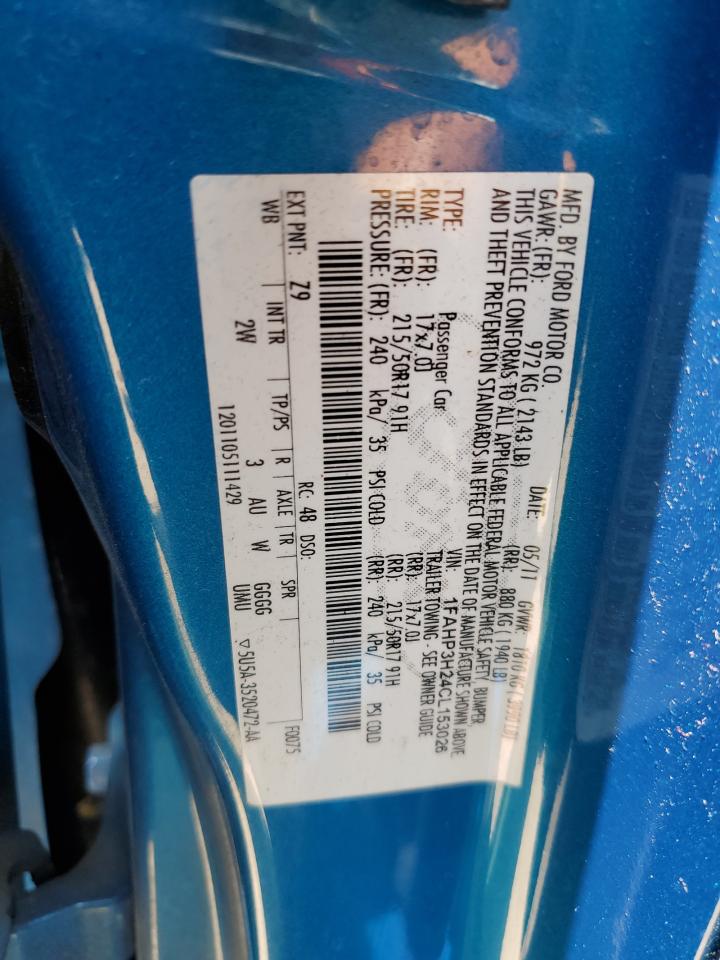 MFD. BY FORD MOTOR CO.
DATE: 05/11 GVWR:
GAWR: (FR): 972 KG ( 2143 LB) (RR): 880 KG ( 1940 LB)
THIS VEHICLE CONFORMS TO ALL APPLICABLE FEDERAL MOTOR VEHICLE SAFETY, BUMPER
AND THEFT PREVENTION STANDARDS IN EFFECT ON THE DATE OF MANUFACTURE SHOWN ABOVE
VIN: 1FAHP3H24CL153026
TYPE: Passenger Car TRAILER TOWING - SEE OWNER GUIDE
RIM: (FR): 17x7.0J (RR): 17x7.0J
TIRE: (FR): 215/50R17 91H (RR): 215/50R17 91H
PRESSURE: (FR): 240 kPa/ 35 PSI COLD (RR): 240 kPa/ 35 PSI COLD
EXT PNT: Z9 RC: 48 DSO: F0075
WB INT TR TP/PS R AXLE TR SPR
2W 3 AU W GGGG
UMU
1201105111429 ▽ 5U5A-3520472-AA